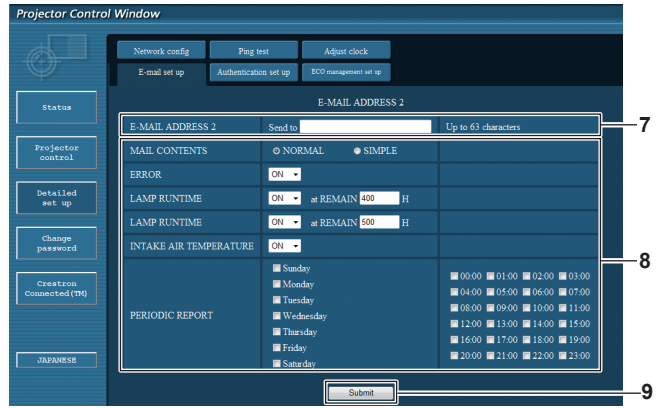 Projector Control Window
Network config Ping test Adjust clock
E-mail set up Authentication set up ECO management set up
Status
Projector control
Detailed set up
Change password
Crestron Connected(TM)
JAPANESE
E-MAIL ADDRESS 2
E-MAIL ADDRESS 2 Send to Up to 63 characters 7
MAIL CONTENTS NORMAL SIMPLE
ERROR ON
LAMP RUNTIME ON at REMAIN 400 H
LAMP RUNTIME ON at REMAIN 500 H
INTAKE AIR TEMPERATURE ON
8
PERIODIC REPORT
Sunday
Monday
Tuesday
Wednesday
Thursday
Friday
Saturday
00:00 01:00 02:00 03:00
04:00 05:00 06:00 07:00
08:00 09:00 10:00 11:00
12:00 13:00 14:00 15:00
16:00 17:00 18:00 19:00
20:00 21:00 22:00 23:00
Submit 9